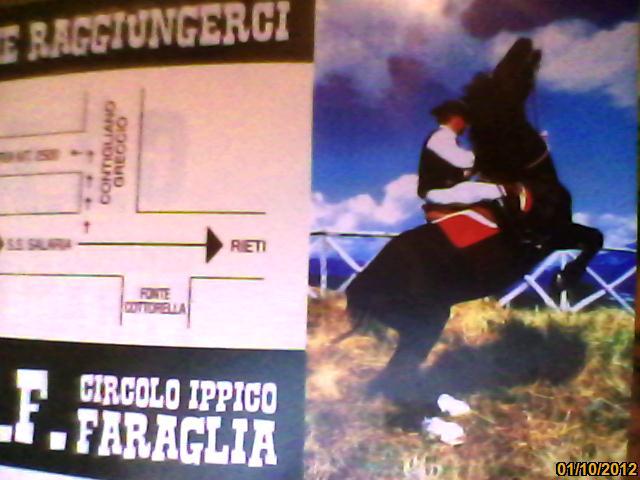 E RAGGIUNGERCI
CONTIGLIANO
GRECCIO
S.S. SALARIA
RIETI
FONTE
COTTORELLA
.F.
CIRCOLO IPPICO
FARAGLIA
01/10/2012